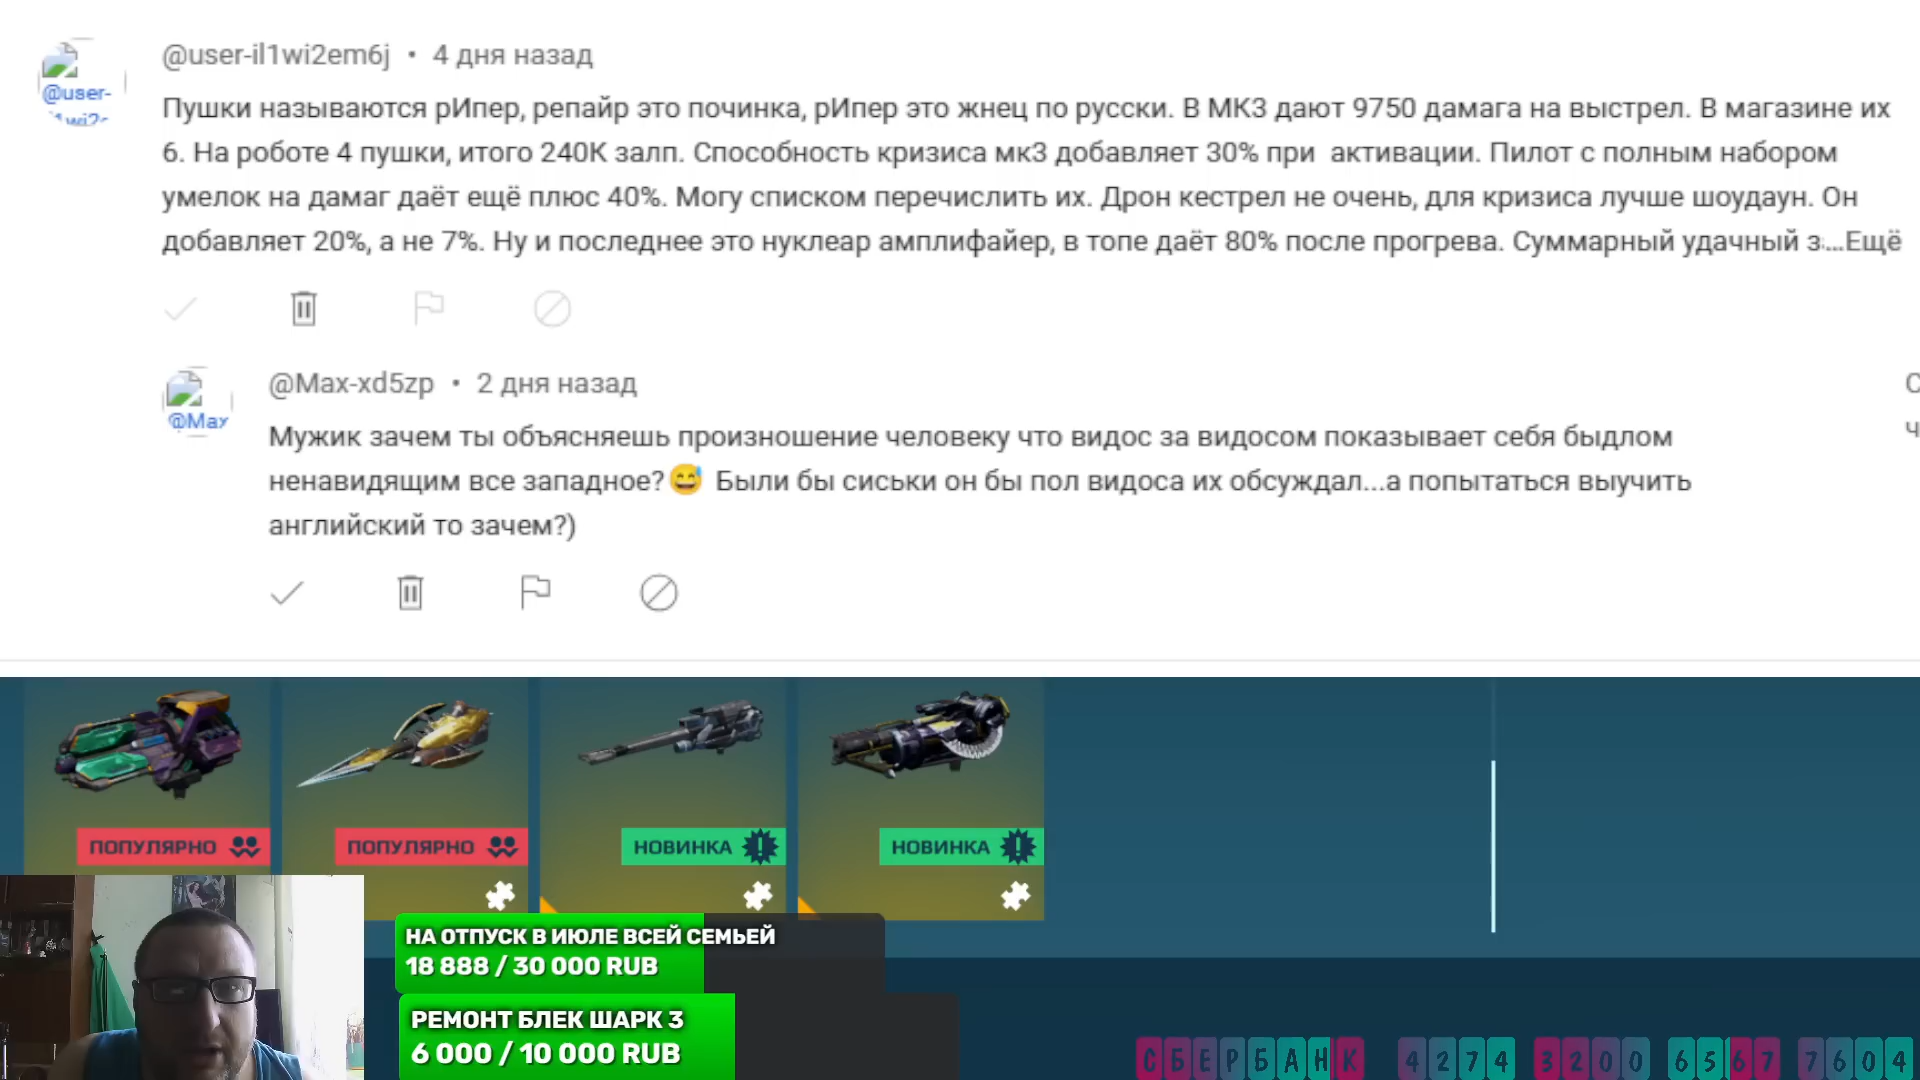 @user-il1wi2em6j • 4 дня назад
@user-
Пушки называются рИпер, репайр это починка, рИпер это жнец по русски. В МК3 дают 9750 дамага на выстрел. В магазине их
6. На роботе 4 пушки, итого 240К залп. Способность кризиса мк3 добавляет 30% при активации. Пилот с полным набором
умелок на дамаг даёт ещё плюс 40%. Могу списком перечислить их. Дрон кестрел не очень, для кризиса лучше шоудаун. Он
добавляет 20%, а не 7%. Ну и последнее это нуклеар амплифайер, в топе даёт 80% после прогрева. Суммарный удачный з...Ещё
@Max-xd5zp • 2 дня назад
@Max
Мужик зачем ты объясняешь произношение человеку что видос за видосом показывает себя быдлом
ненавидящим все западное?😅 Были бы сиськи он бы пол видоса их обсуждал...а попытаться выучить
английский то зачем?)
ПОПУЛЯРНО
ПОПУЛЯРНО
НОВИНКА
НОВИНКА
НА ОТПУСК В ИЮЛЕ ВСЕЙ СЕМЬЕЙ
18 888 / 30 000 RUB
РЕМОНТ БЛЕК ШАРК 3
6 000 / 10 000 RUB
СБЕРБАНК 4274 3200 6567 7604